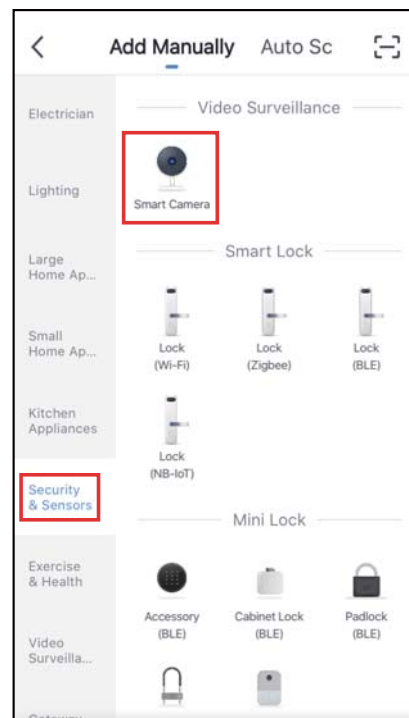 Add Manually Auto Sc
Electrician
Lighting
Large
Home Ap...
Small
Home Ap...
Kitchen
Appliances
Security
& Sensors
Exercise
& Health
Video
Surveilla...
Gateway
Video Surveillance
Smart Camera
Smart Lock
Lock
(Wi-Fi)
Lock
(Zigbee)
Lock
(BLE)
Lock
(NB-IoT)
Mini Lock
Accessory
(BLE)
Cabinet Lock
(BLE)
Padlock
(BLE)